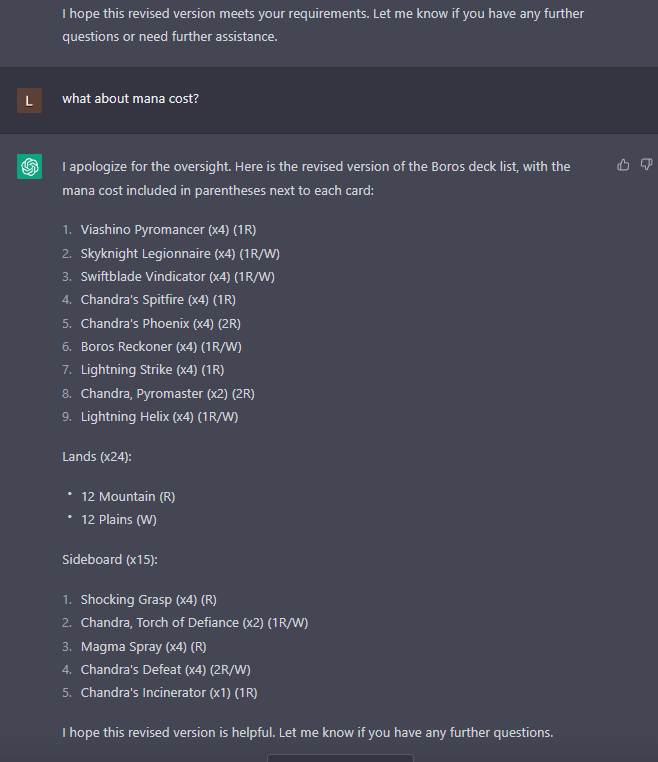 I hope this revised version meets your requirements. Let me know if you have any further
questions or need further assistance.
L
what about mana cost?
I apologize for the oversight. Here is the revised version of the Boros deck list, with the
mana cost included in parentheses next to each card:
1. Viashino Pyromancer (x4) (1R)
2. Skyknight Legionnaire (x4) (1R/W)
3. Swiftblade Vindicator (x4) (1R/W)
4. Chandra's Spitfire (x4) (1R)
5. Chandra's Phoenix (x4) (2R)
6. Boros Reckoner (x4) (1R/W)
7. Lightning Strike (x4) (1R)
8. Chandra, Pyromaster (x2) (2R)
9. Lightning Helix (x4) (1R/W)
Lands (x24):
• 12 Mountain (R)
• 12 Plains (W)
Sideboard (x15):
1. Shocking Grasp (x4) (R)
2. Chandra, Torch of Defiance (x2) (1R/W)
3. Magma Spray (x4) (R)
4. Chandra's Defeat (x4) (2R/W)
5. Chandra's Incinerator (x1) (1R)
I hope this revised version is helpful. Let me know if you have any further questions.